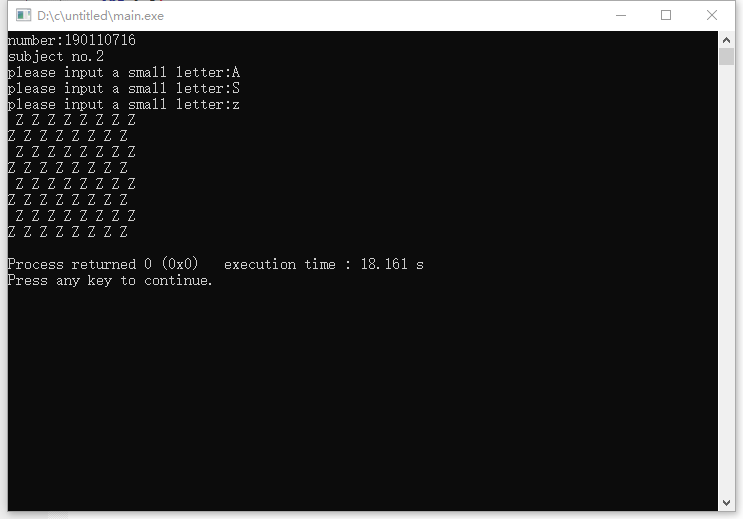 D:\c\untitled\main.exe
number:190110716
subject no.2
please input a small letter:A
please input a small letter:S
please input a small letter:z
 Z Z Z Z Z Z Z Z
Z Z Z Z Z Z Z Z
 Z Z Z Z Z Z Z Z
Z Z Z Z Z Z Z Z
 Z Z Z Z Z Z Z Z
Z Z Z Z Z Z Z Z
 Z Z Z Z Z Z Z Z
Z Z Z Z Z Z Z Z
Process returned 0 (0x0)   execution time : 18.161 s
Press any key to continue.